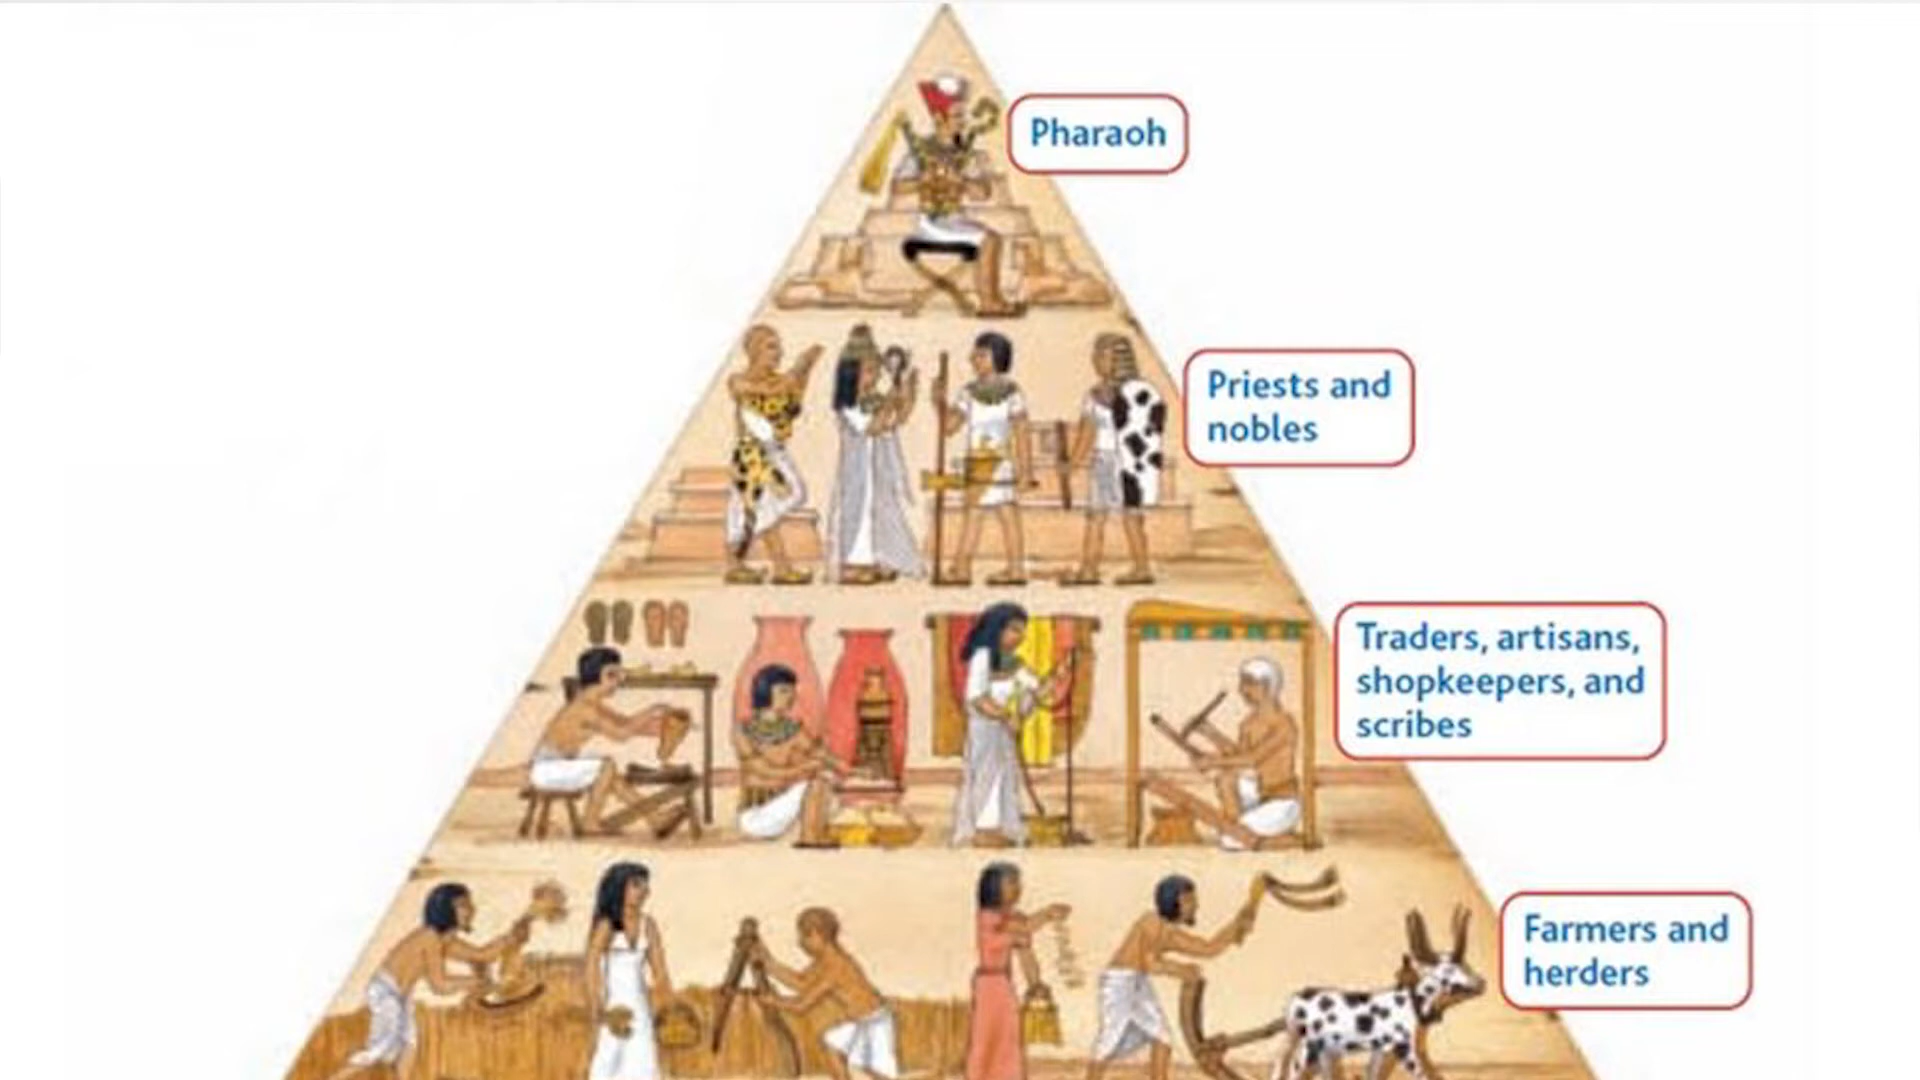 Pharaoh
Priests and
nobles
Traders, artisans,
shopkeepers, and
scribes
Farmers and
herders